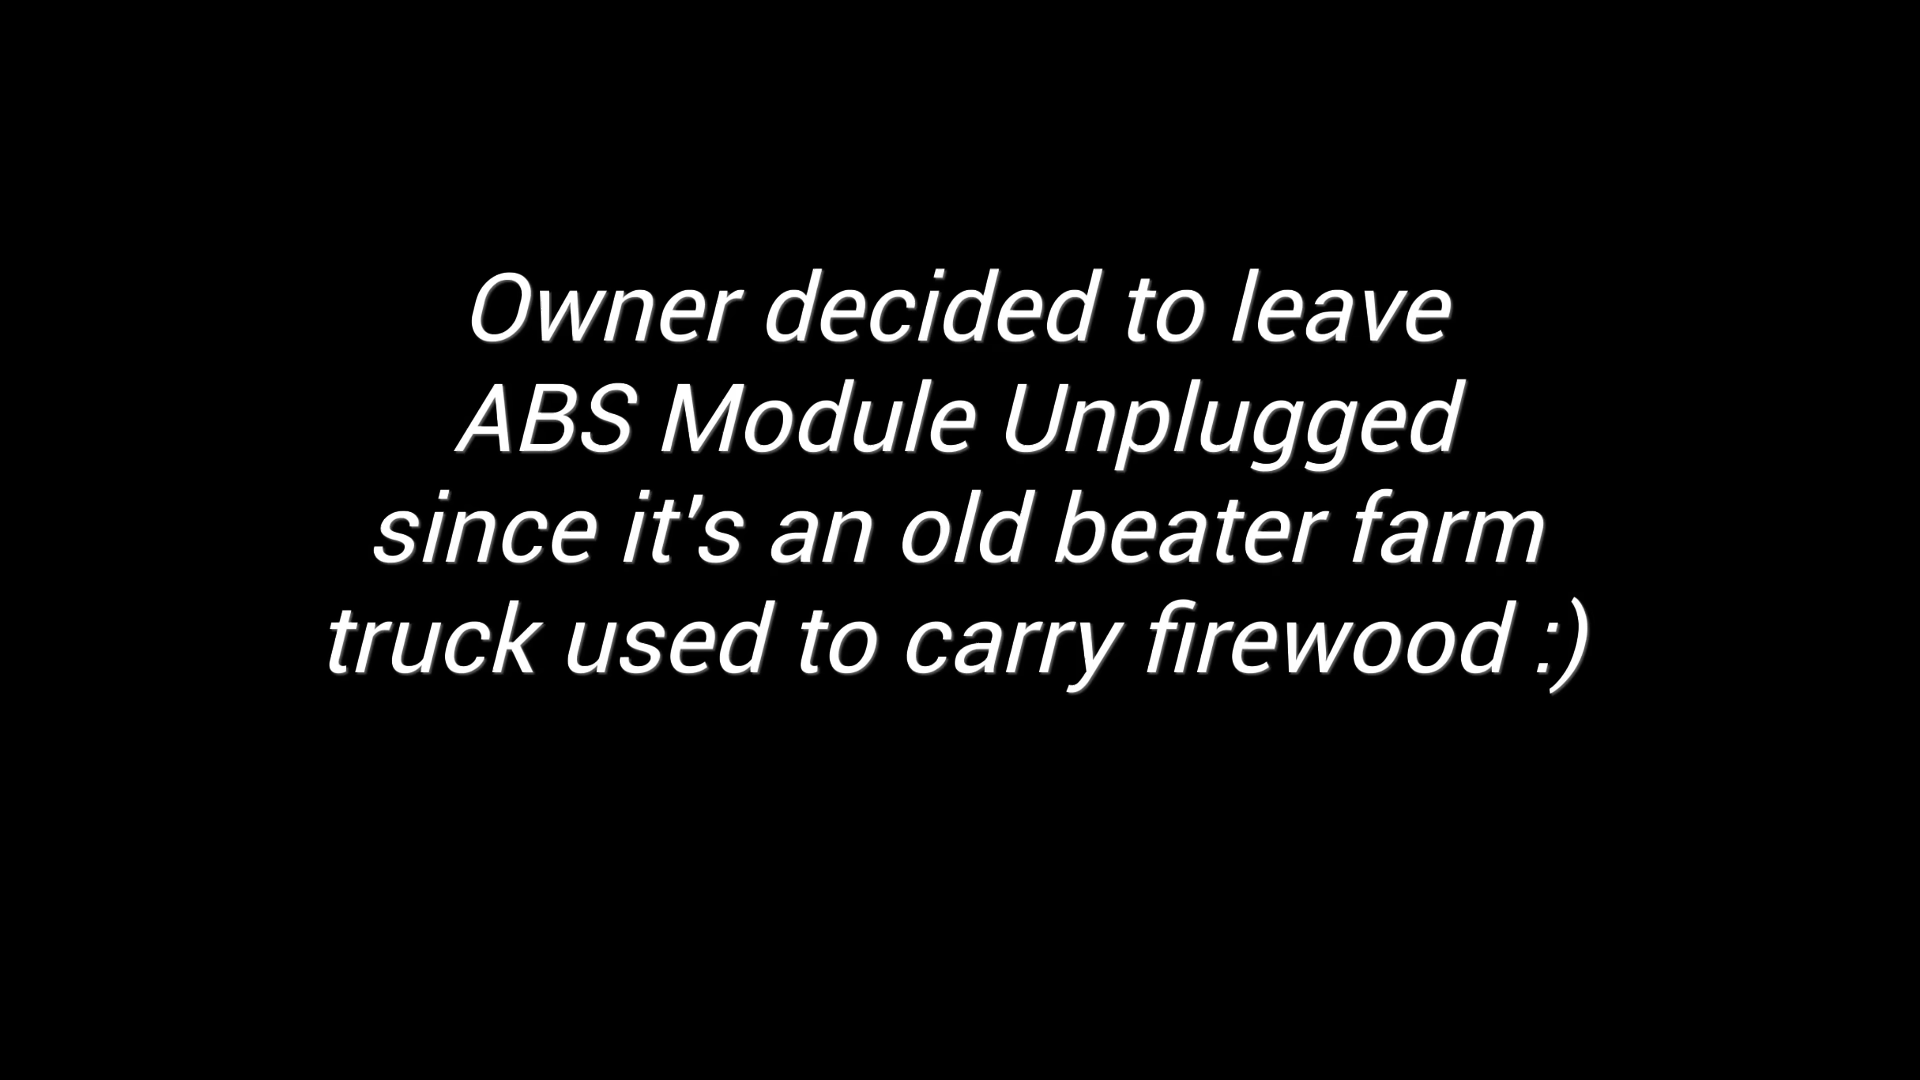 Owner decided to leave
ABS Module Unplugged
since it's an old beater farm
truck used to carry firewood :)